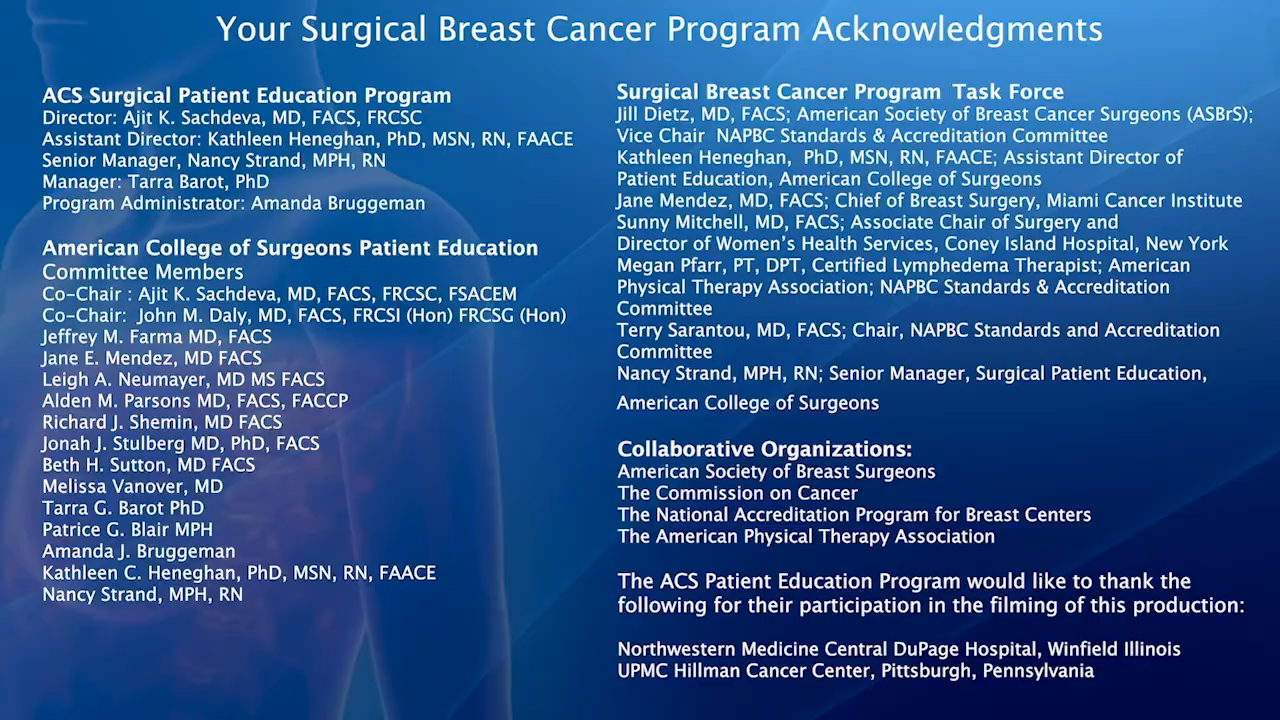 Your Surgical Breast Cancer Program Acknowledgments
ACS Surgical Patient Education Program
Director: Ajit K. Sachdeva, MD, FACS, FRCSC
Assistant Director: Kathleen Heneghan, PhD, MSN, RN, FAACE
Senior Manager, Nancy Strand, MPH, RN
Manager: Tarra Barot, PhD
Program Administrator: Amanda Bruggeman
American College of Surgeons Patient Education
Committee Members
Co-Chair : Ajit K. Sachdeva, MD, FACS, FRCSC, FSACEM
Co-Chair: John M. Daly, MD, FACS, FRCSI (Hon) FRCSG (Hon)
Jeffrey M. Farma MD, FACS
Jane E. Mendez, MD FACS
Leigh A. Neumayer, MD MS FACS
Alden M. Parsons MD, FACS, FACCP
Richard J. Shemin, MD FACS
Jonah J. Stulberg MD, PhD, FACS
Beth H. Sutton, MD FACS
Melissa Vanover, MD
Tarra G. Barot PhD
Patrice G. Blair MPH
Amanda J. Bruggeman
Kathleen C. Heneghan, PhD, MSN, RN, FAACE
Nancy Strand, MPH, RN
Surgical Breast Cancer Program Task Force
Jill Dietz, MD, FACS; American Society of Breast Cancer Surgeons (ASBrS);
Vice Chair NAPBC Standards & Accreditation Committee
Kathleen Heneghan, PhD, MSN, RN, FAACE; Assistant Director of
Patient Education, American College of Surgeons
Jane Mendez, MD, FACS; Chief of Breast Surgery, Miami Cancer Institute
Sunny Mitchell, MD, FACS; Associate Chair of Surgery and
Director of Women's Health Services, Coney Island Hospital, New York
Megan Pfarr, PT, DPT, Certified Lymphedema Therapist; American
Physical Therapy Association; NAPBC Standards & Accreditation
Committee
Terry Sarantou, MD, FACS; Chair, NAPBC Standards and Accreditation
Committee
Nancy Strand, MPH, RN; Senior Manager, Surgical Patient Education,
American College of Surgeons
Collaborative Organizations:
American Society of Breast Surgeons
The Commission on Cancer
The National Accreditation Program for Breast Centers
The American Physical Therapy Association
The ACS Patient Education Program would like to thank the
following for their participation in the filming of this production:
Northwestern Medicine Central DuPage Hospital, Winfield Illinois
UPMC Hillman Cancer Center, Pittsburgh, Pennsylvania